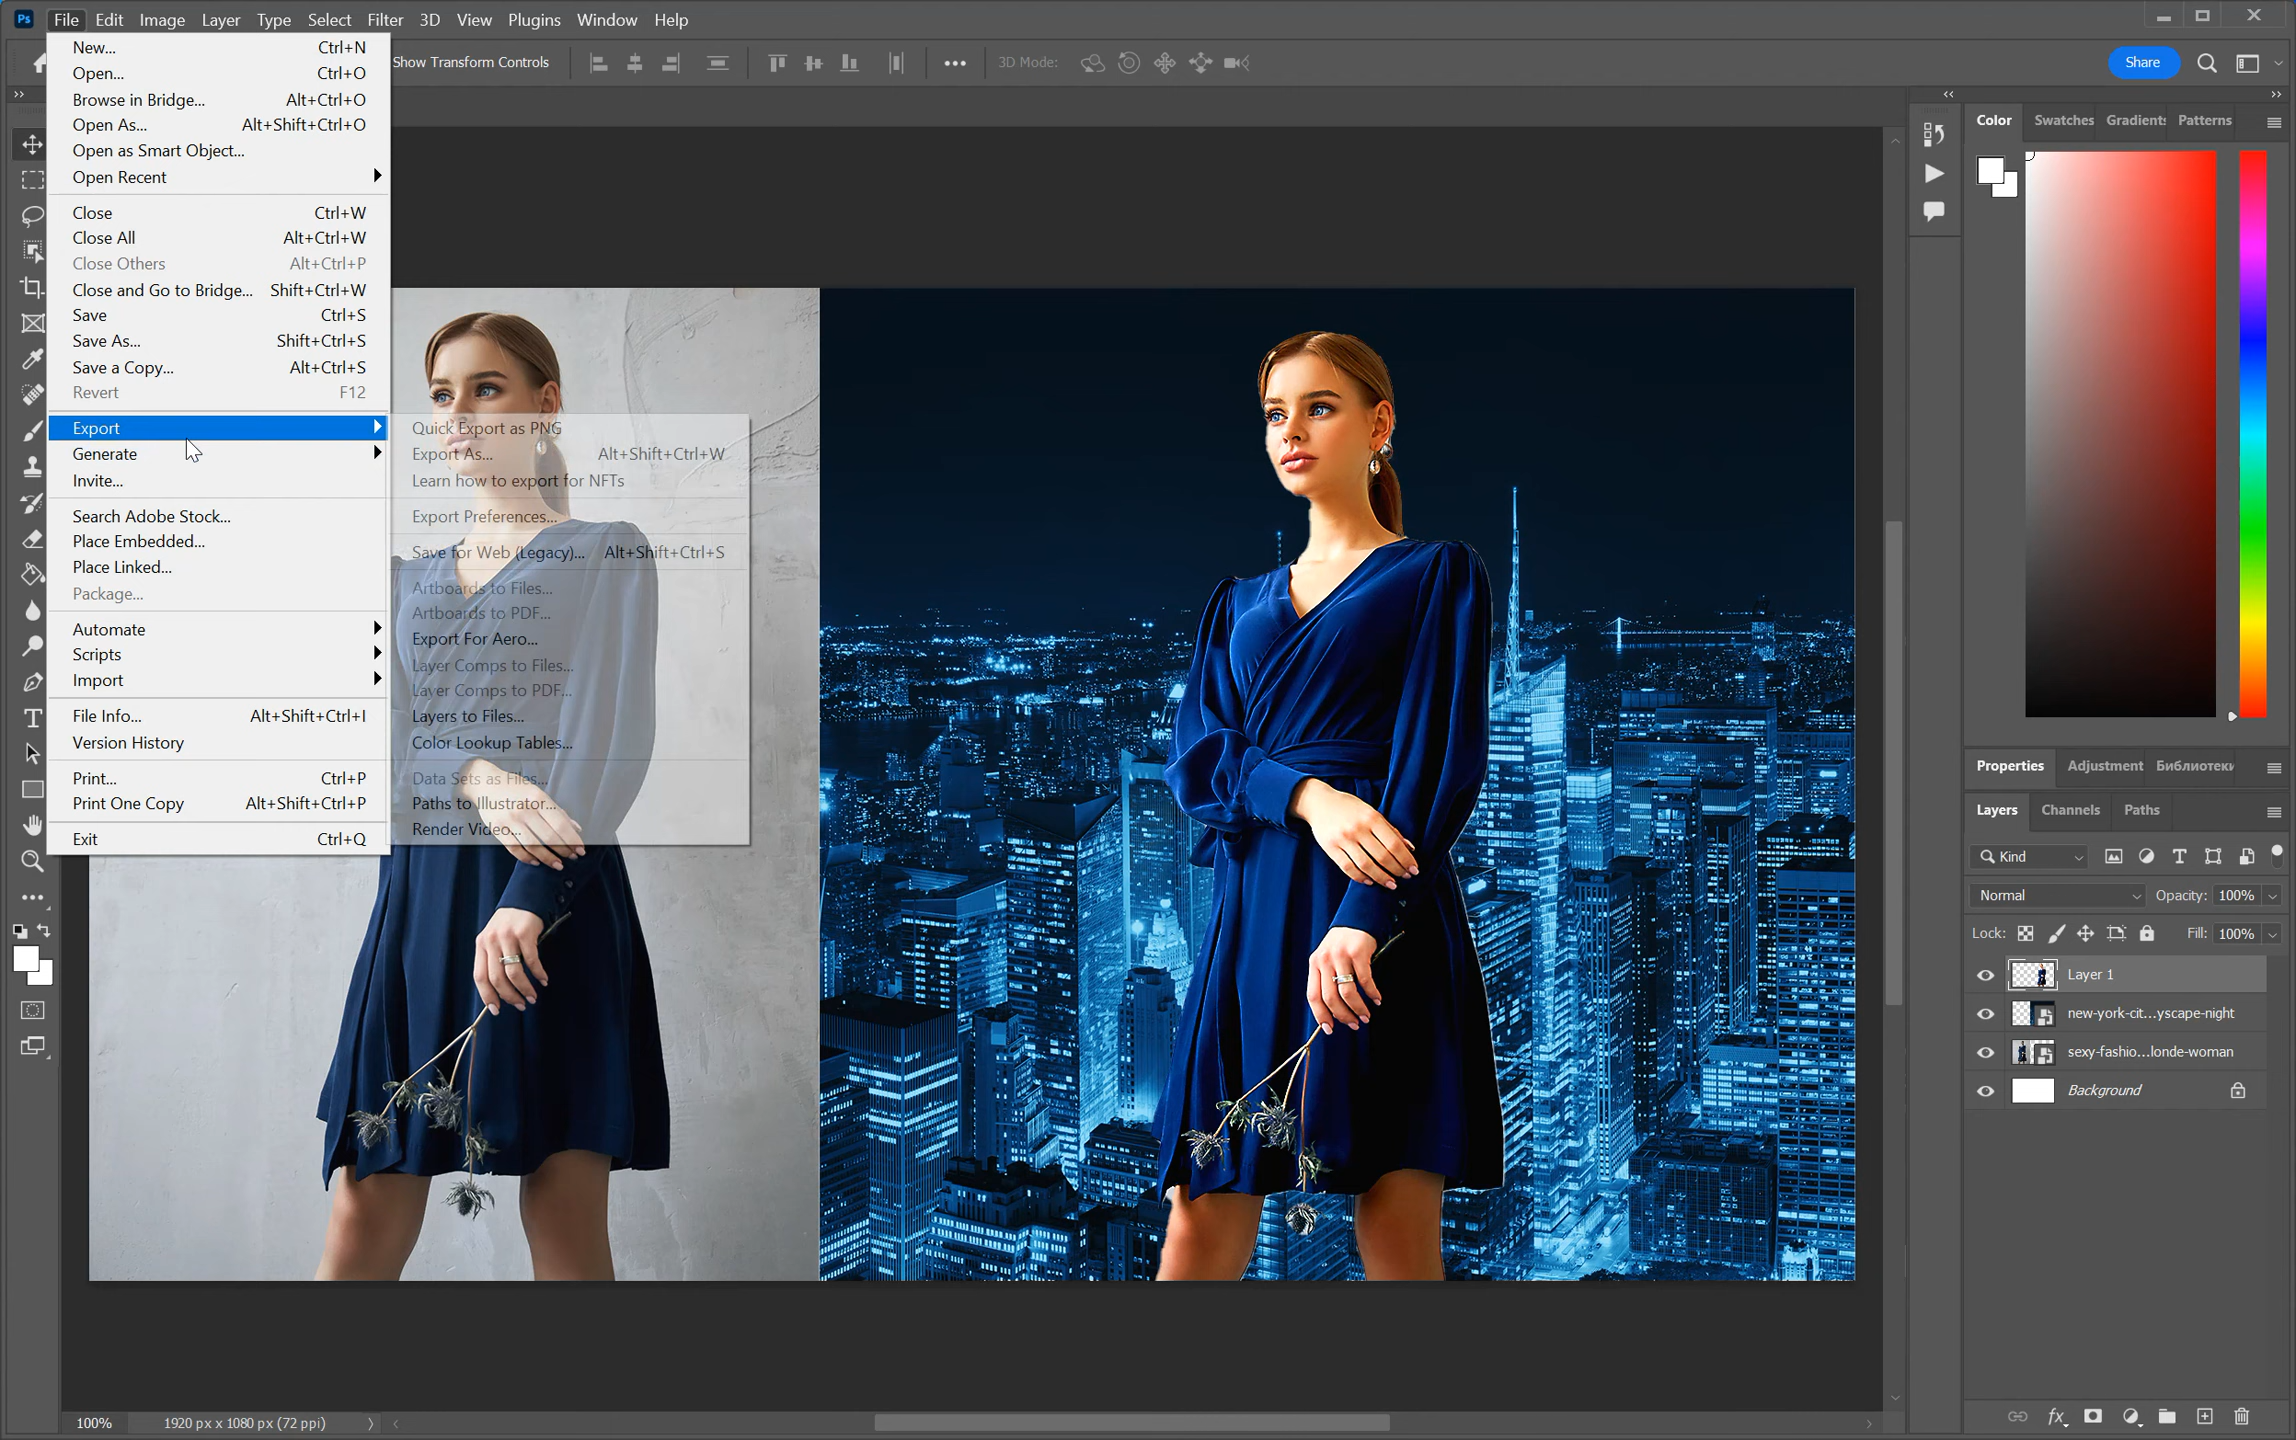 Ps File Edit Image Layer Type Select Filter 3D View Plugins Window Help
Show Transform Controls 3D Mode: Share
New... Ctrl+N
Open... Ctrl+O
Browse in Bridge... Alt+Ctrl+O
Open As... Alt+Shift+Ctrl+O
Open as Smart Object...
Open Recent
Close Ctrl+W
Close All Alt+Ctrl+W
Close Others Alt+Ctrl+P
Close and Go to Bridge... Shift+Ctrl+W
Save Ctrl+S
Save As... Shift+Ctrl+S
Save a Copy... Alt+Ctrl+S
Revert F12
Export
Generate
Invite...
Search Adobe Stock...
Place Embedded...
Place Linked...
Package...
Automate
Scripts
Import
File Info... Alt+Shift+Ctrl+I
Version History
Print... Ctrl+P
Print One Copy Alt+Shift+Ctrl+P
Exit Ctrl+Q
Quick Export as PNG
Export As... Alt+Shift+Ctrl+W
Learn how to export for NFTs
Export Preferences...
Save for Web (Legacy)... Alt+Shift+Ctrl+S
Artboards to Files...
Artboards to PDF...
Export For Aero...
Layer Comps to Files...
Layer Comps to PDF...
Layers to Files...
Color Lookup Tables...
Data Sets as Files...
Paths to Illustrator...
Render Video...
Color Swatches Gradients Patterns
Properties Adjustment Библиотеки
Layers Channels Paths
Kind
Normal Opacity: 100%
Lock: Fill: 100%
Layer 1
new-york-cit...yscape-night
sexy-fashio...londe-woman
Background
fx
100% 1920 px x 1080 px (72 ppi)